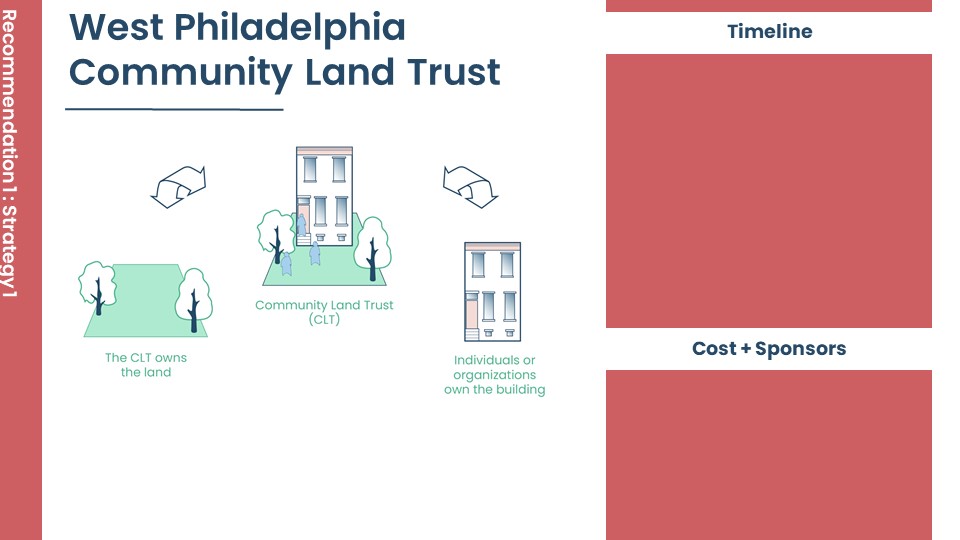 Recommendation 1 : Strategy 1
West Philadelphia
Community Land Trust
Community Land Trust
(CLT)
The CLT owns
the land
Individuals or
organizations
own the building
Timeline
Cost + Sponsors